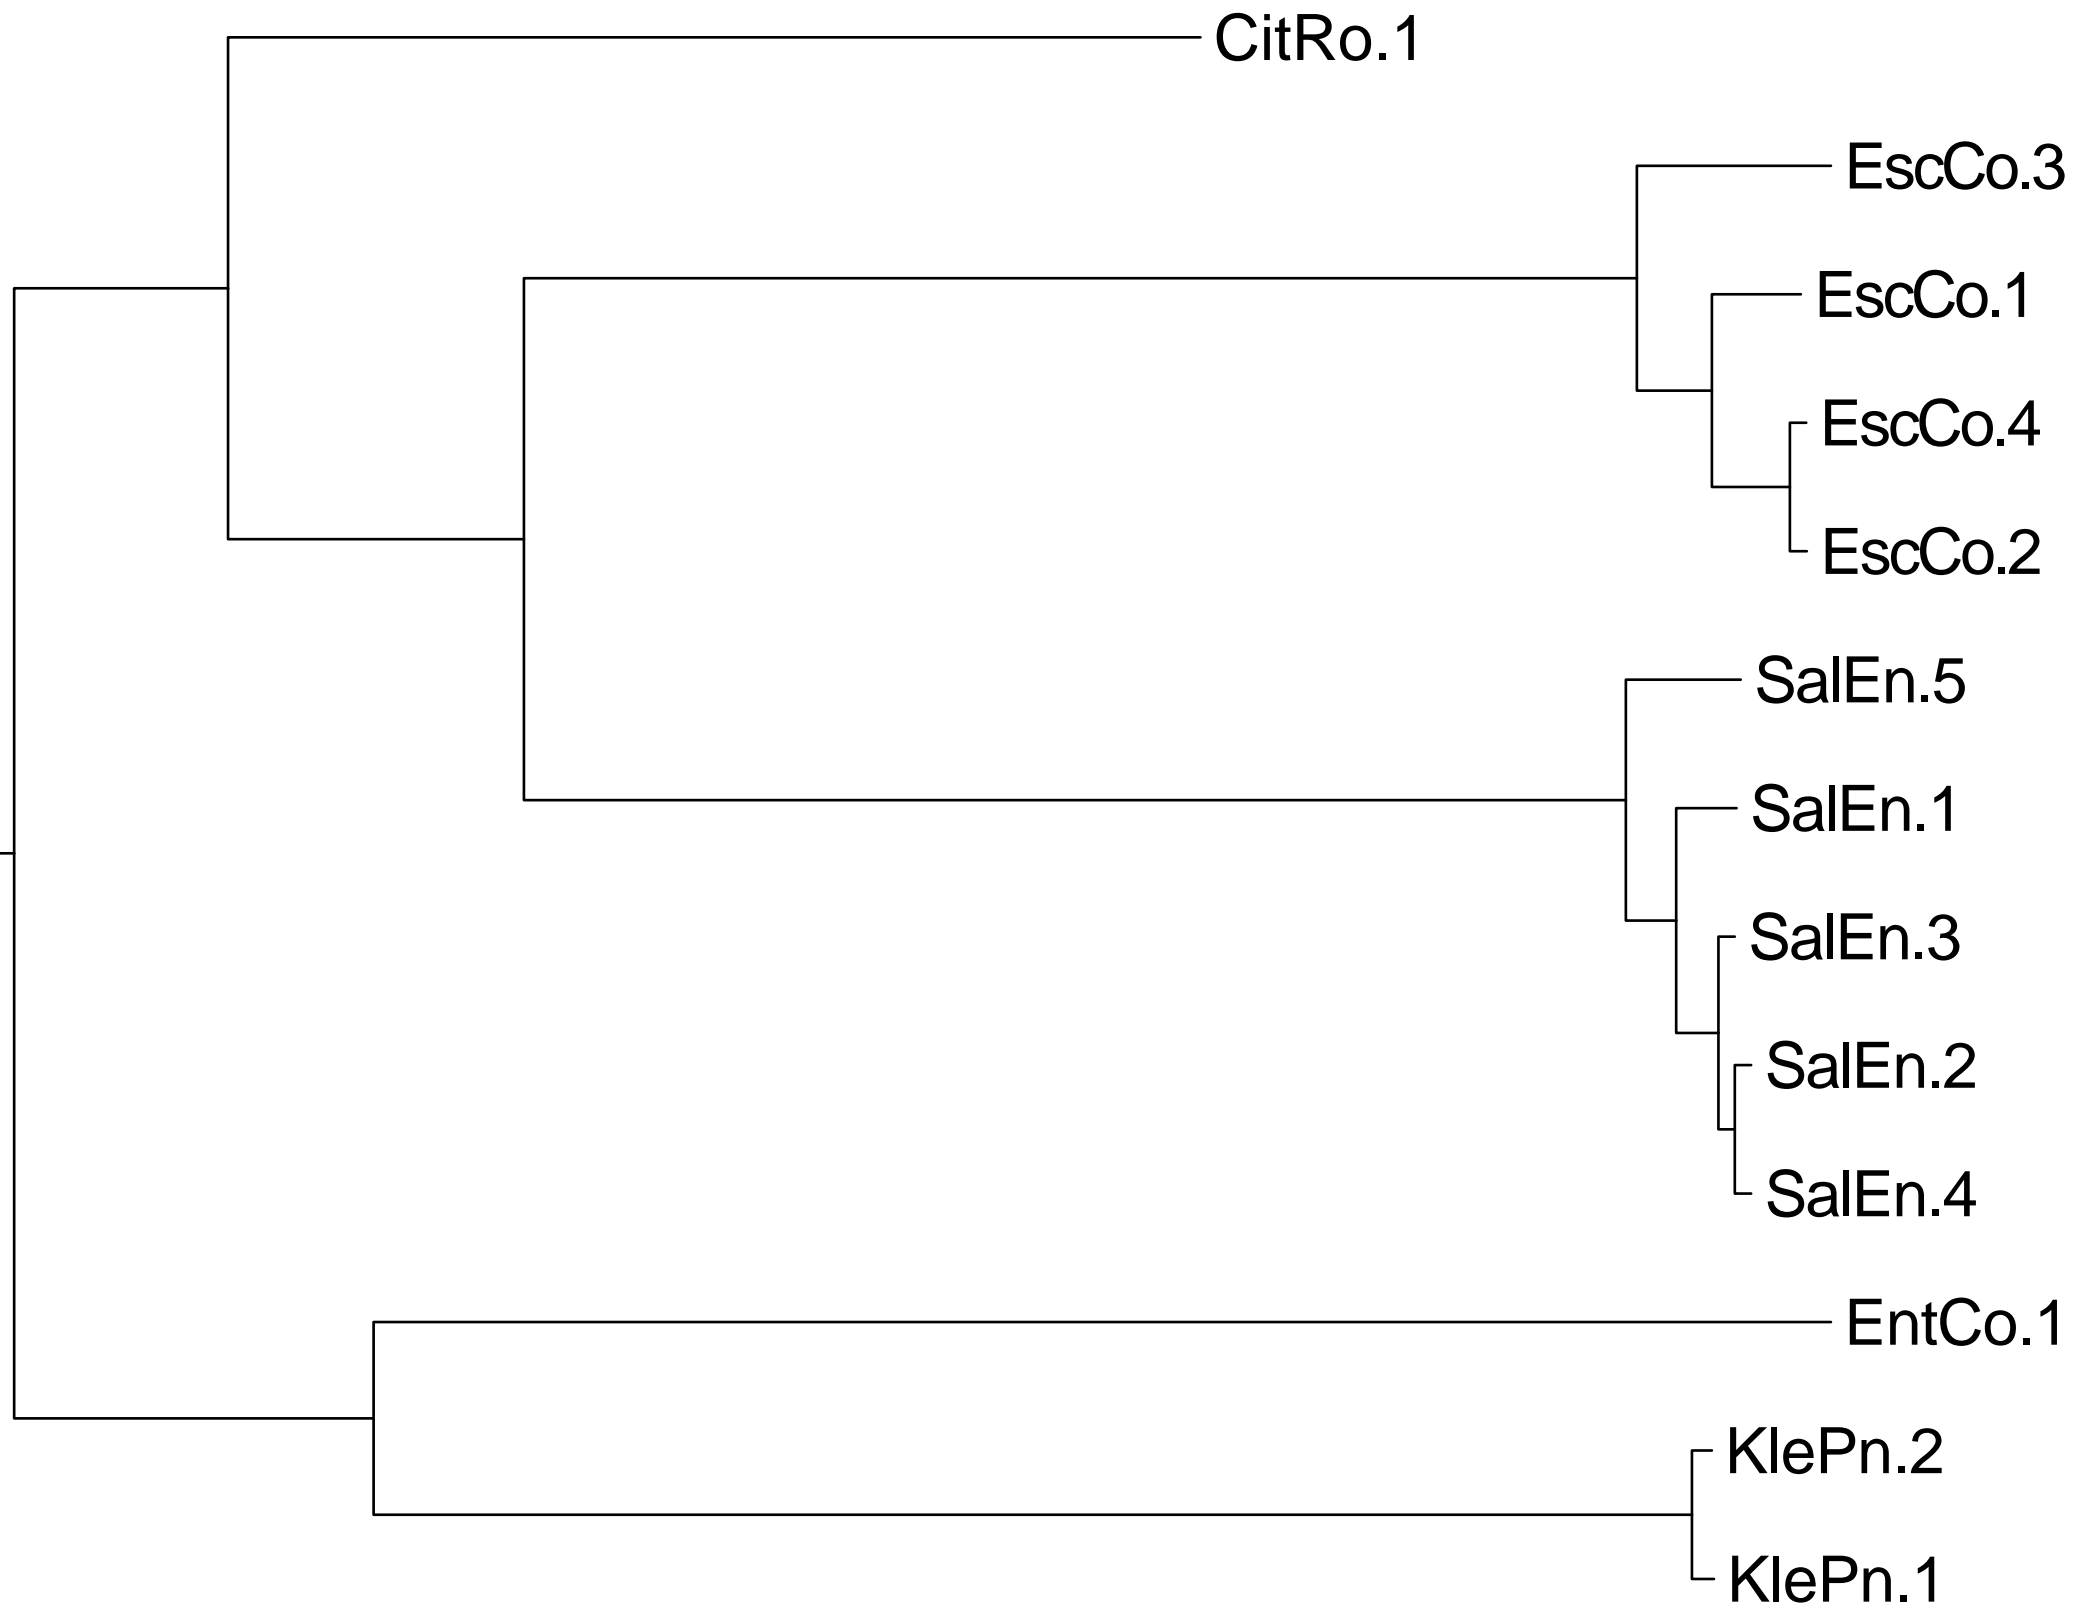 CitRo.1
EscCo.3
EscCo.1
EscCo.4
EscCo.2
SalEn.5
SalEn.1
SalEn.3
SalEn.2
SalEn.4
EntCo.1
KlePn.2
KlePn.1